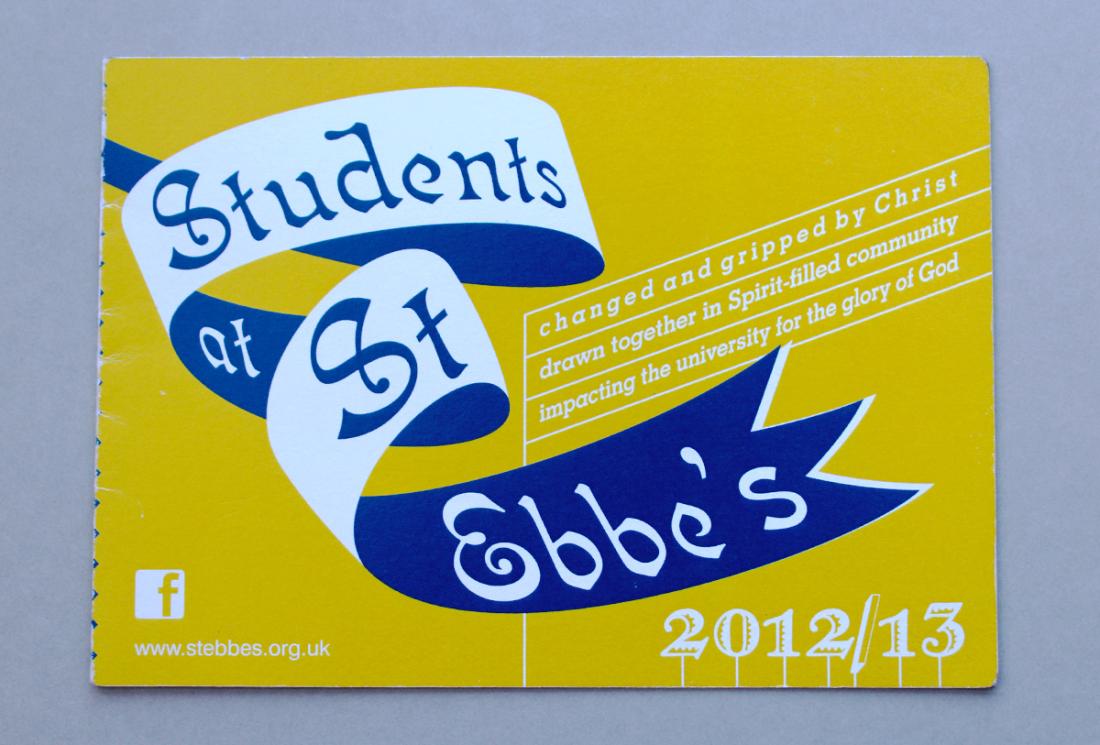 Students
at St
Ebbe's
changed and gripped by Christ
drawn together in Spirit-filled community
impacting the university for the glory of God
f
www.stebbes.org.uk
2012/13